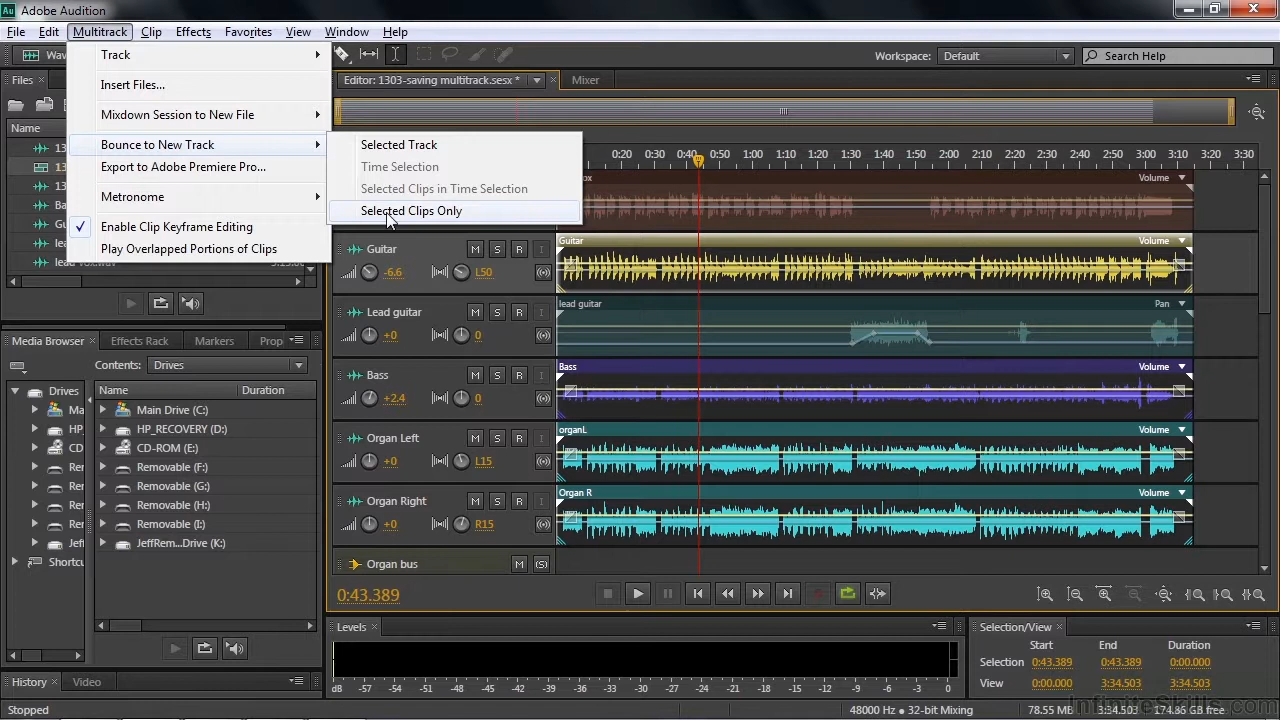 Au Adobe Audition
File Edit Multitrack Clip Effects Favorites View Window Help
Wav
Workspace: Default Search Help
Track
Insert Files...
Mixdown Session to New File
Bounce to New Track
Export to Adobe Premiere Pro...
Metronome
Enable Clip Keyframe Editing
Play Overlapped Portions of Clips
Selected Track
Time Selection
Selected Clips in Time Selection
Selected Clips Only
Files
Name
Editor: 1303-saving multitrack.sesx *
Mixer
0:20 0:30 0:40 0:50 1:00 1:10 1:20 1:30 1:40 1:50 2:00 2:10 2:20 2:30 2:40 2:50 3:00 3:10 3:20 3:30
Volume
Guitar M S R I
-6.6 L50
Guitar Volume
Lead guitar M S R I
+0 0
lead guitar Pan
Bass M S R I
+2.4 0
Bass Volume
Organ Left M S R I
+0 L15
organL Volume
Organ Right M S R I
+0 R15
Organ R Volume
Organ bus M S
0:43.389
Media Browser Effects Rack Markers Prop
Contents: Drives
Drives
Ma
HP_
CD
Rem
Rem
Rem
Rem
Jef
Shortcu
Name Duration
Main Drive (C:)
HP_RECOVERY (D:)
CD-ROM (E:)
Removable (F:)
Removable (G:)
Removable (H:)
Removable (I:)
JeffRem...Drive (K:)
History Video
Levels
dB -57 -54 -51 -48 -45 -42 -39 -36 -33 -30 -27 -24 -21 -18 -15 -12 -9 -6 -3 0
Selection/View
Start End Duration
Selection 0:43.389 0:43.389 0:00.000
View 0:00.000 3:34.503 3:34.503
Stopped
48000 Hz • 32-bit Mixing 78.55 MB 3:34.503 174.86 GB free
InfiniteSkills.com